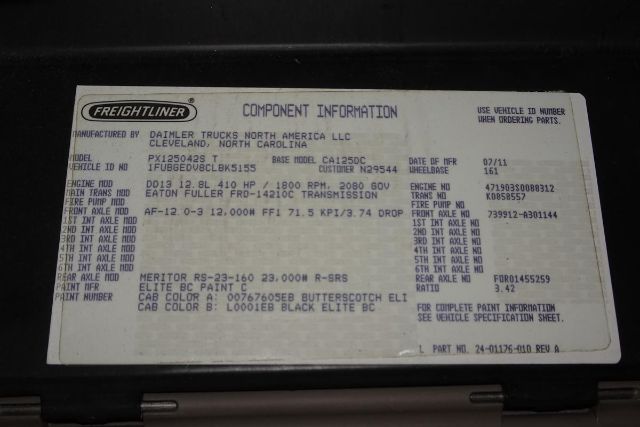 FREIGHTLINER®
COMPONENT INFORMATION
USE VEHICLE ID NUMBER
WHEN ORDERING PARTS.
MANUFACTURED BY DAIMLER TRUCKS NORTH AMERICA LLC
CLEVELAND, NORTH CAROLINA
MODEL PX125042S T BASE MODEL CA125DC DATE OF MFR 07/11
VEHICLE ID NO 1FUBGEDV8CLBK5155 CUSTOMER N29544 WHEELBASE 161
ENGINE MOD DD13 12.8L 410 HP / 1800 RPM, 2080 GOV ENGINE NO 471903S0080312
MAIN TRANS MOD EATON FULLER FRO-14210C TRANSMISSION TRANS NO K0858557
FIRE PUMP MOD FIRE PUMP NO
FRONT AXLE MOD AF-12.0-3 12,000# FF1 71.5 KPI/3.74 DROP FRONT AXLE NO 739912-A301144
1ST INT AXLE MOD 1ST INT AXLE NO
2ND INT AXLE MOD 2ND INT AXLE NO
3RD INT AXLE MOD 3RD INT AXLE NO
4TH INT AXLE MOD 4TH INT AXLE NO
5TH INT AXLE MOD 5TH INT AXLE NO
6TH INT AXLE MOD 6TH INT AXLE NO
REAR AXLE MOD MERITOR RS-23-160 23,000# R-SRS REAR AXLE NO FOR01455259
PAINT MFR ELITE BC PAINT C RATIO 3.42
PAINT NUMBER CAB COLOR A: 00767605EB BUTTERSCOTCH ELI
CAB COLOR B: L0001EB BLACK ELITE BC
FOR COMPLETE PAINT INFORMATION
SEE VEHICLE SPECIFICATION SHEET.
PART NO. 24-01176-010 REV A